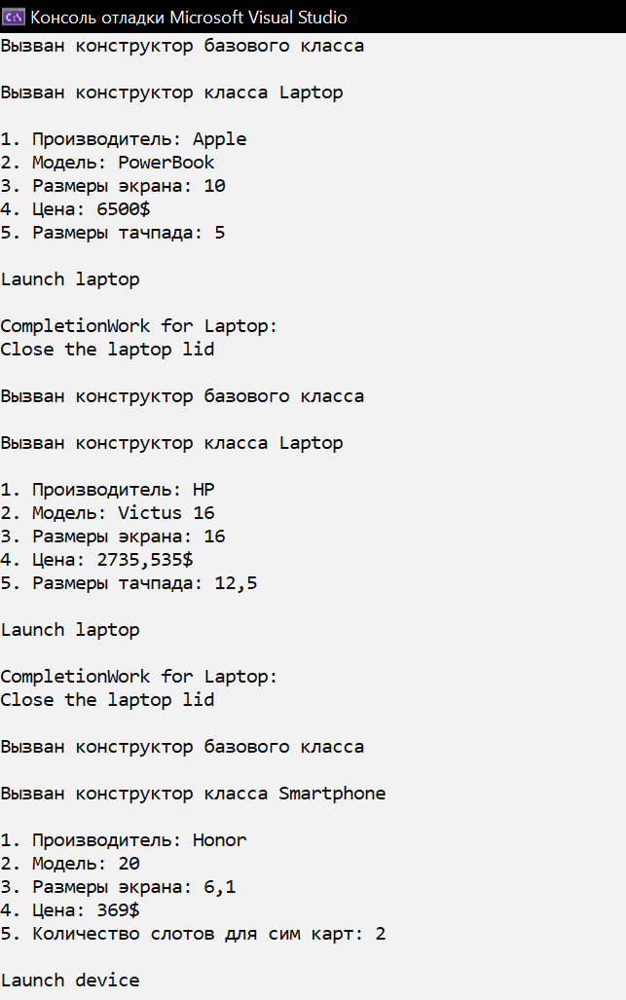 Консоль отладки Microsoft Visual Studio
Вызван конструктор базового класса
Вызван конструктор класса Laptop
1. Производитель: Apple
2. Модель: PowerBook
3. Размеры экрана: 10
4. Цена: 6500$
5. Размеры тачпада: 5
Launch laptop
CompletionWork for Laptop:
Close the laptop lid
Вызван конструктор базового класса
Вызван конструктор класса Laptop
1. Производитель: HP
2. Модель: Victus 16
3. Размеры экрана: 16
4. Цена: 2735,535$
5. Размеры тачпада: 12,5
Launch laptop
CompletionWork for Laptop:
Close the laptop lid
Вызван конструктор базового класса
Вызван конструктор класса Smartphone
1. Производитель: Honor
2. Модель: 20
3. Размеры экрана: 6,1
4. Цена: 369$
5. Количество слотов для сим карт: 2
Launch device